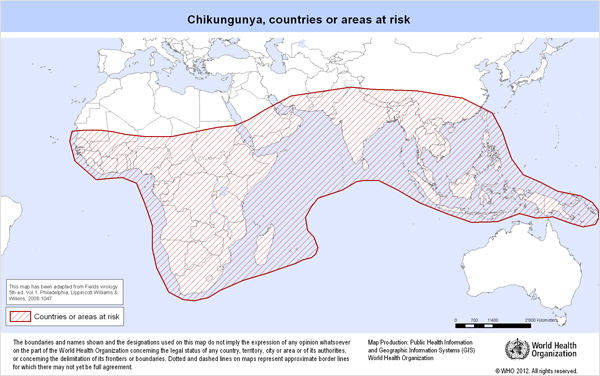 Chikungunya, countries or areas at risk
This map has been adapted from Fields virology
5th ed. Vol.1. Philadelphia, Lippincott Williams &
Wilkins, 2006:1047.
Countries or areas at risk
2'800 Kilometers
The boundaries and names shown and the designations used on this map do not imply the expression of any opinion whatsoever
on the part of the World Health Organization concerning the legal status of any country, territory, city or area or of its authorities,
or concerning the delimitation of its frontiers or boundaries. Dotted and dashed lines on maps represent approximate border lines
for which there may not yet be full agreement.
Map Production: Public Health Information
and Geographic Information Systems (GIS)
World Health Organization
World Health
Organization
© WHO 2012. All rights reserved.